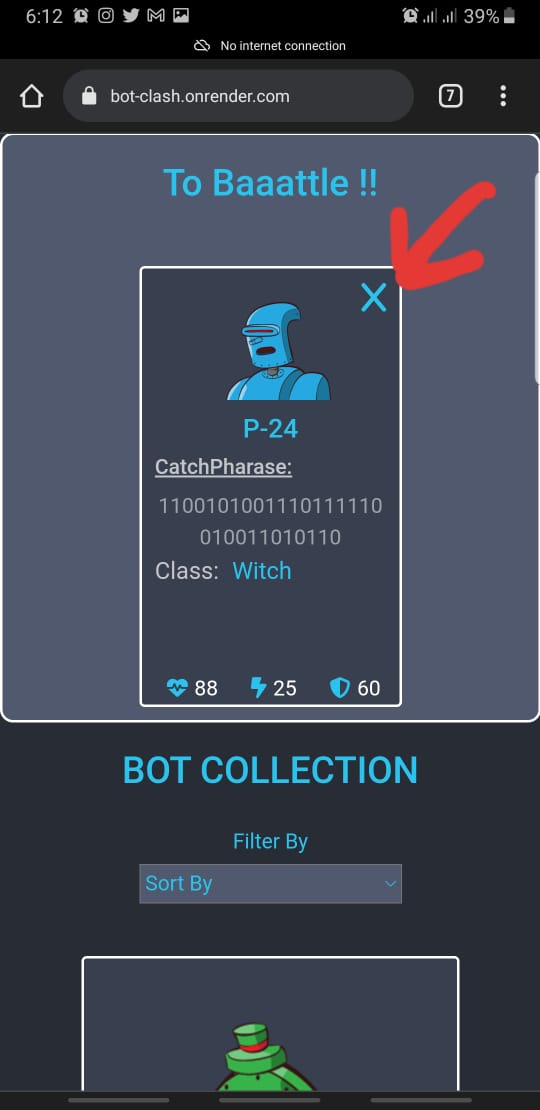 6:12
39%
No internet connection
bot-clash.onrender.com
7
To Baaattle !!
X
P-24
CatchPharase:
1100101001110111110
010011010110
Class: Witch
88 25 60
BOT COLLECTION
Filter By
Sort By